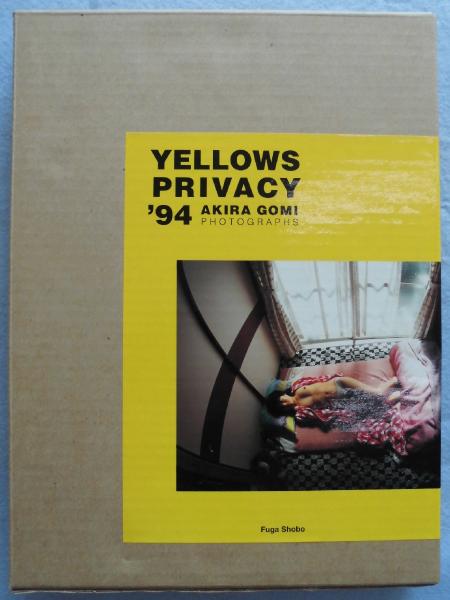 YELLOWS
PRIVACY
'94 AKIRA GOMI
PHOTOGRAPHS
Fuga Shobo